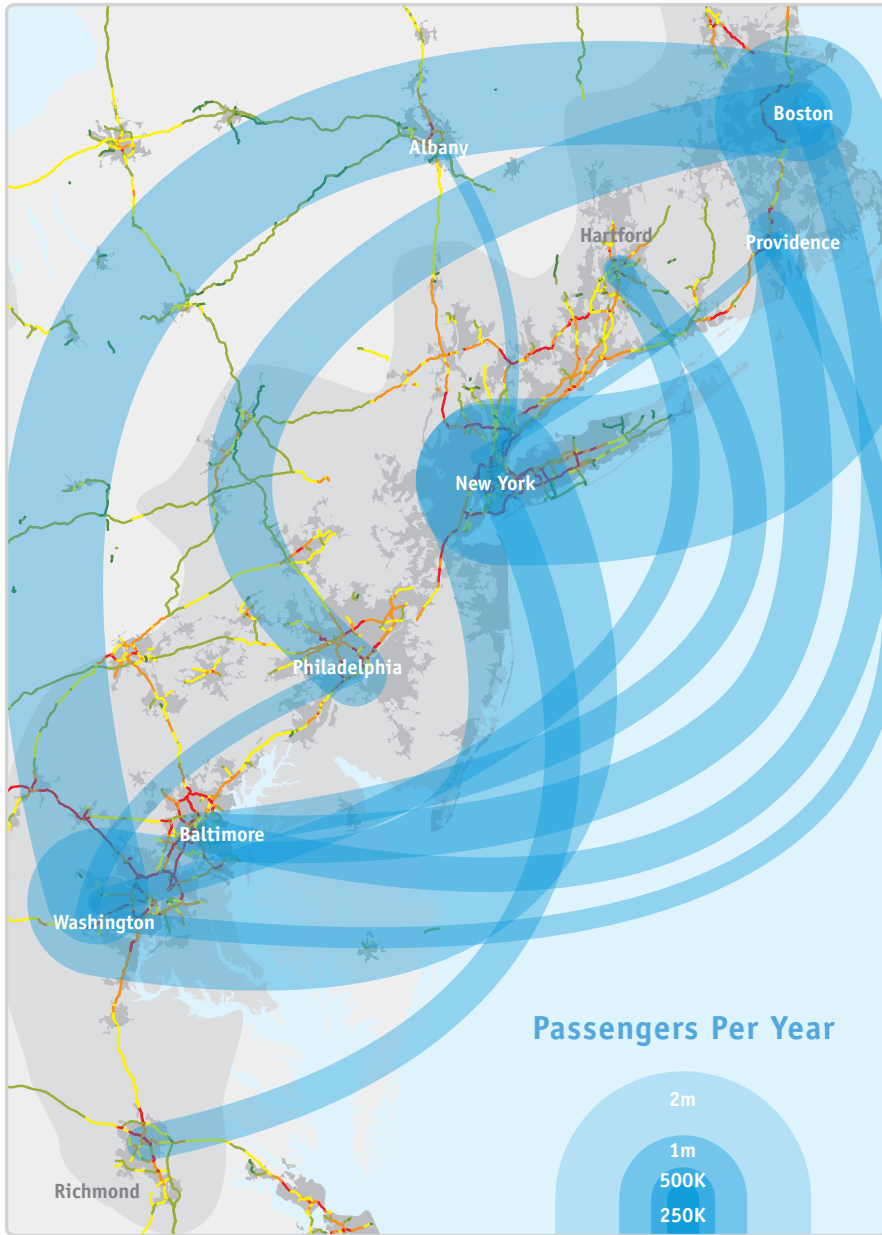 Boston
Albany
Hartford
Providence
New York
Philadelphia
Baltimore
Washington
Passengers Per Year
2m
1m
500K
250K
Richmond